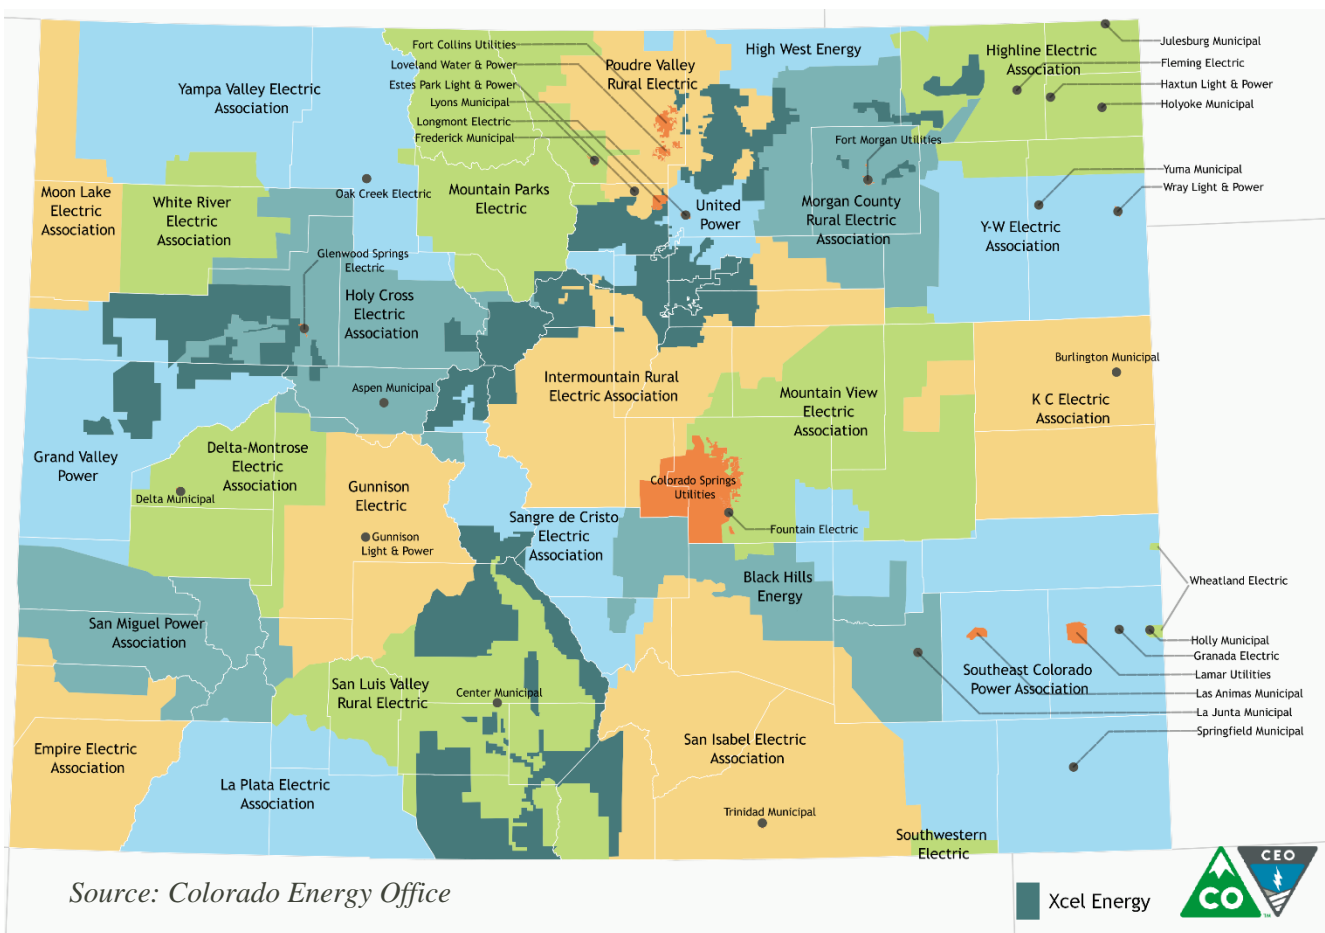 Fort Collins Utilities
Loveland Water & Power
Estes Park Light & Power
Lyons Municipal
Longmont Electric
Frederick Municipal
Poudre Valley
Rural Electric
High West Energy
Highline Electric
Association
Julesburg Municipal
Fleming Electric
Haxtun Light & Power
Holyoke Municipal
Yampa Valley Electric
Association
Fort Morgan Utilities
Yuma Municipal
Wray Light & Power
Moon Lake
Electric
Association
White River
Electric
Association
Oak Creek Electric
Mountain Parks
Electric
United
Power
Morgan County
Rural Electric
Association
Y-W Electric
Association
Glenwood Springs
Electric
Holy Cross
Electric
Association
Aspen Municipal
Intermountain Rural
Electric Association
Mountain View
Electric
Association
Burlington Municipal
K C Electric
Association
Grand Valley
Power
Delta-Montrose
Electric
Association
Delta Municipal
Gunnison
Electric
Gunnison
Light & Power
Colorado Springs
Utilities
Fountain Electric
Sangre de Cristo
Electric
Association
Black Hills
Energy
Wheatland Electric
San Miguel Power
Association
Holly Municipal
Granada Electric
Lamar Utilities
Las Animas Municipal
La Junta Municipal
Springfield Municipal
Southeast Colorado
Power Association
San Luis Valley
Rural Electric
Center Municipal
Empire Electric
Association
La Plata Electric
Association
San Isabel Electric
Association
Trinidad Municipal
Southwestern
Electric
Source: Colorado Energy Office
Xcel Energy
CO
TM
CEO